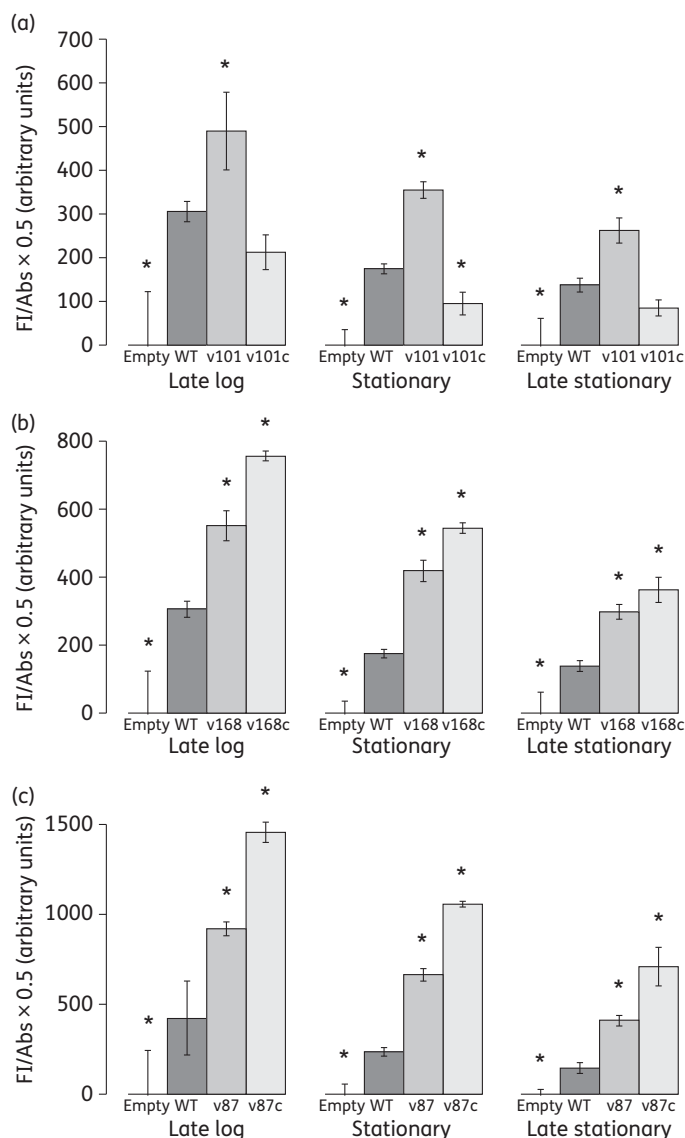 (a)
FI/Abs × 0.5 (arbitrary units)
700
600
500
400
300
200
100
0
* * * * * * *
Empty WT v101 v101c Empty WT v101 v101c Empty WT v101 v101c
Late log Stationary Late stationary
(b)
FI/Abs × 0.5 (arbitrary units)
800
600
400
200
0
* * * * * * * * *
Empty WT v168 v168c Empty WT v168 v168c Empty WT v168 v168c
Late log Stationary Late stationary
(c)
FI/Abs × 0.5 (arbitrary units)
1500
1000
500
0
* * * * * * * * *
Empty WT v87 v87c Empty WT v87 v87c Empty WT v87 v87c
Late log Stationary Late stationary